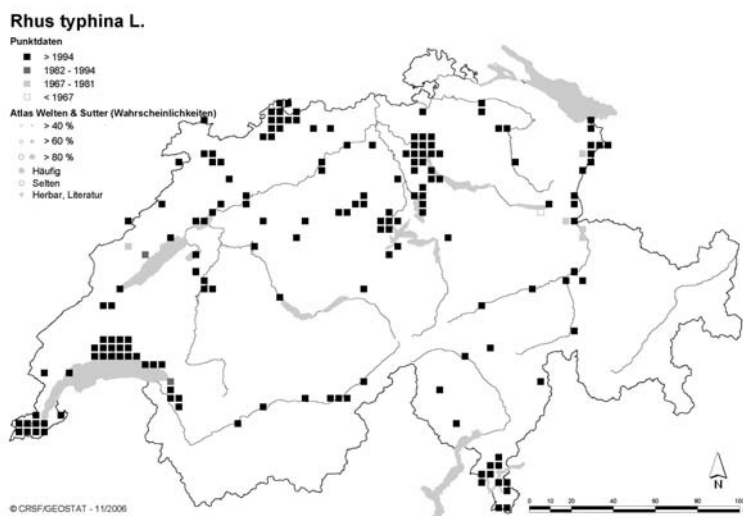 Rhus typhina L.
Punktdaten
> 1994
1982 - 1994
1967 - 1981
< 1967
Atlas Welten & Sutter (Wahrscheinlichkeiten)
> 40 %
> 60 %
> 80 %
Häufig
Selten
Herbar, Literatur
N
0 20 40 60 80 100
© CRSF/GEOSTAT - 11/2006